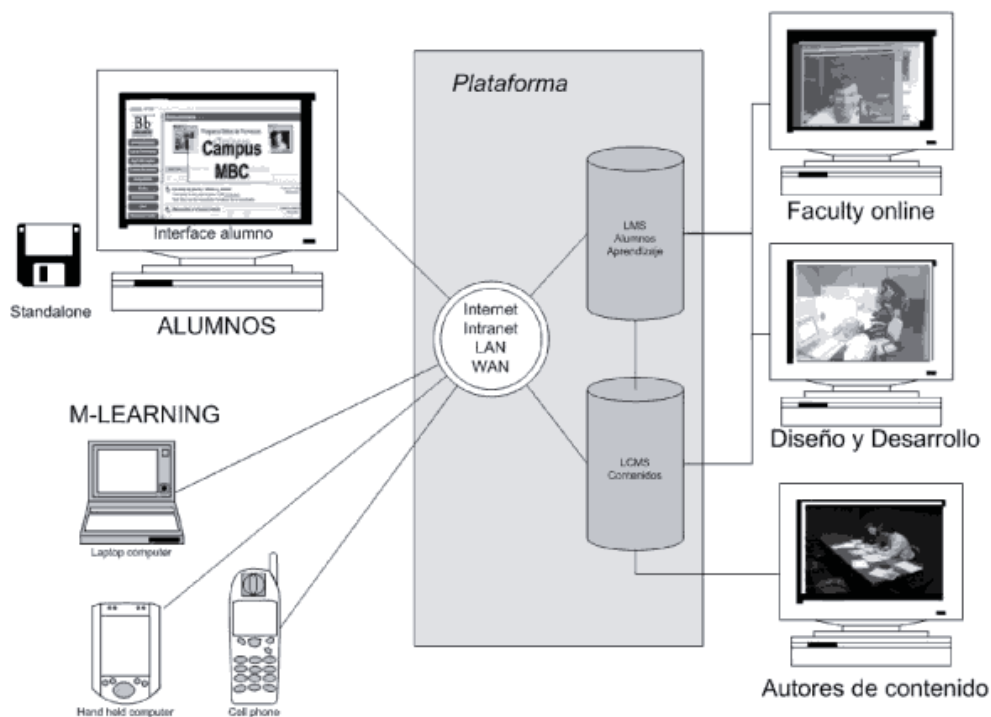 Plataforma
Bb
Campus
MBC
Interface alumno
Standalone
ALUMNOS
Internet
Intranet
LAN
WAN
LMS
Alumnos
Aprendizaje
LCMS
Contenidos
M-LEARNING
Laptop computer
Hand held computer
Cell phone
Faculty online
Diseño y Desarrollo
Autores de contenido